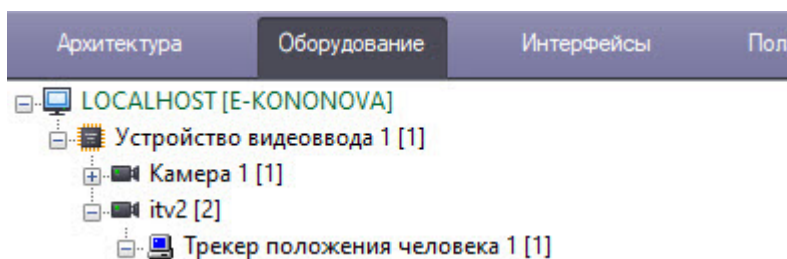 Архитектура Оборудование Интерфейсы Пол
LOCALHOST [E-KONONOVA]
Устройство видеоввода 1 [1]
Камера 1 [1]
itv2 [2]
Трекер положения человека 1 [1]